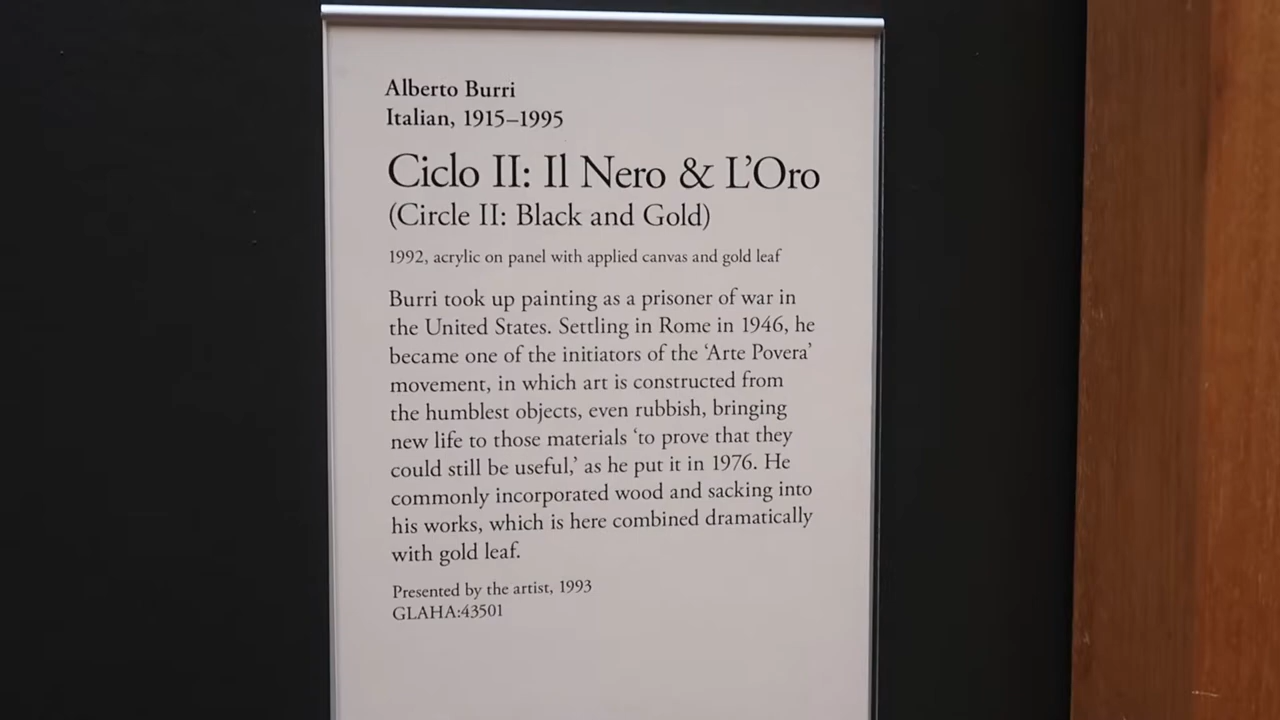 Alberto Burri
Italian, 1915–1995
Ciclo II: Il Nero & L’Oro
(Circle II: Black and Gold)
1992, acrylic on panel with applied canvas and gold leaf
Burri took up painting as a prisoner of war in
the United States. Settling in Rome in 1946, he
became one of the initiators of the ‘Arte Povera’
movement, in which art is constructed from
the humblest objects, even rubbish, bringing
new life to those materials ‘to prove that they
could still be useful,’ as he put it in 1976. He
commonly incorporated wood and sacking into
his works, which is here combined dramatically
with gold leaf.
Presented by the artist, 1993
GLAHA:43501